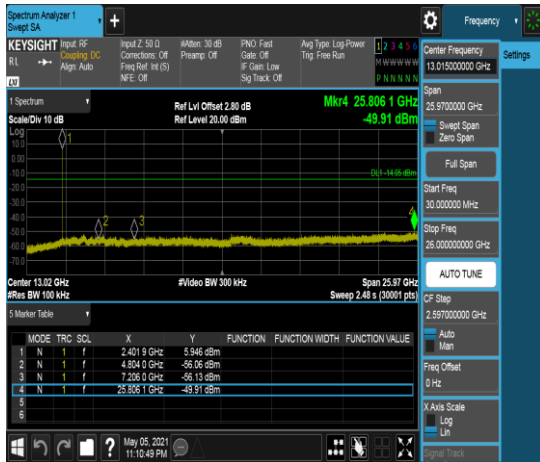 Spectrum Analyzer 1
Swept SA
+
Frequency
KEYSIGHT
RL
LXI
Input: RF
Coupling: DC
Align: Auto
Input Z: 50 Ω
Corrections: Off
Freq Ref: Int (S)
NFE: Off
#Atten: 30 dB
Preamp: Off
PNO: Fast
Gate: Off
IF Gain: Low
Sig Track: Off
Avg Type: Log-Power
Trig: Free Run
1 2 3 4 5 6
M W W W W W
P N N N N N
1 Spectrum
Scale/Div 10 dB
Ref Lvl Offset 2.80 dB
Ref Level 20.00 dBm
Mkr4 25.806 1 GHz
-49.91 dBm
Log
10.0
0.00
-10.0
-20.0
-30.0
-40.0
-50.0
-60.0
-70.0
1
2
3
4
DL1 -14.65 dBm
Center 13.02 GHz
#Res BW 100 kHz
#Video BW 300 kHz
Span 25.97 GHz
Sweep 2.48 s (30001 pts)
5 Marker Table
MODE TRC SCL X Y FUNCTION FUNCTION WIDTH FUNCTION VALUE
1 N 1 f 2.401 9 GHz 5.946 dBm
2 N 1 f 4.804 0 GHz -56.06 dBm
3 N 1 f 7.206 0 GHz -56.13 dBm
4 N 1 f 25.806 1 GHz -49.91 dBm
5
6
May 05, 2021
11:10:49 PM
?
Center Frequency
13.015000000 GHz
Settings
Span
25.9700000 GHz
Swept Span
Zero Span
Full Span
Start Freq
30.000000 MHz
Stop Freq
26.000000000 GHz
AUTO TUNE
CF Step
2.597000000 GHz
Auto
Man
Freq Offset
0 Hz
X Axis Scale
Log
Lin
Signal Track